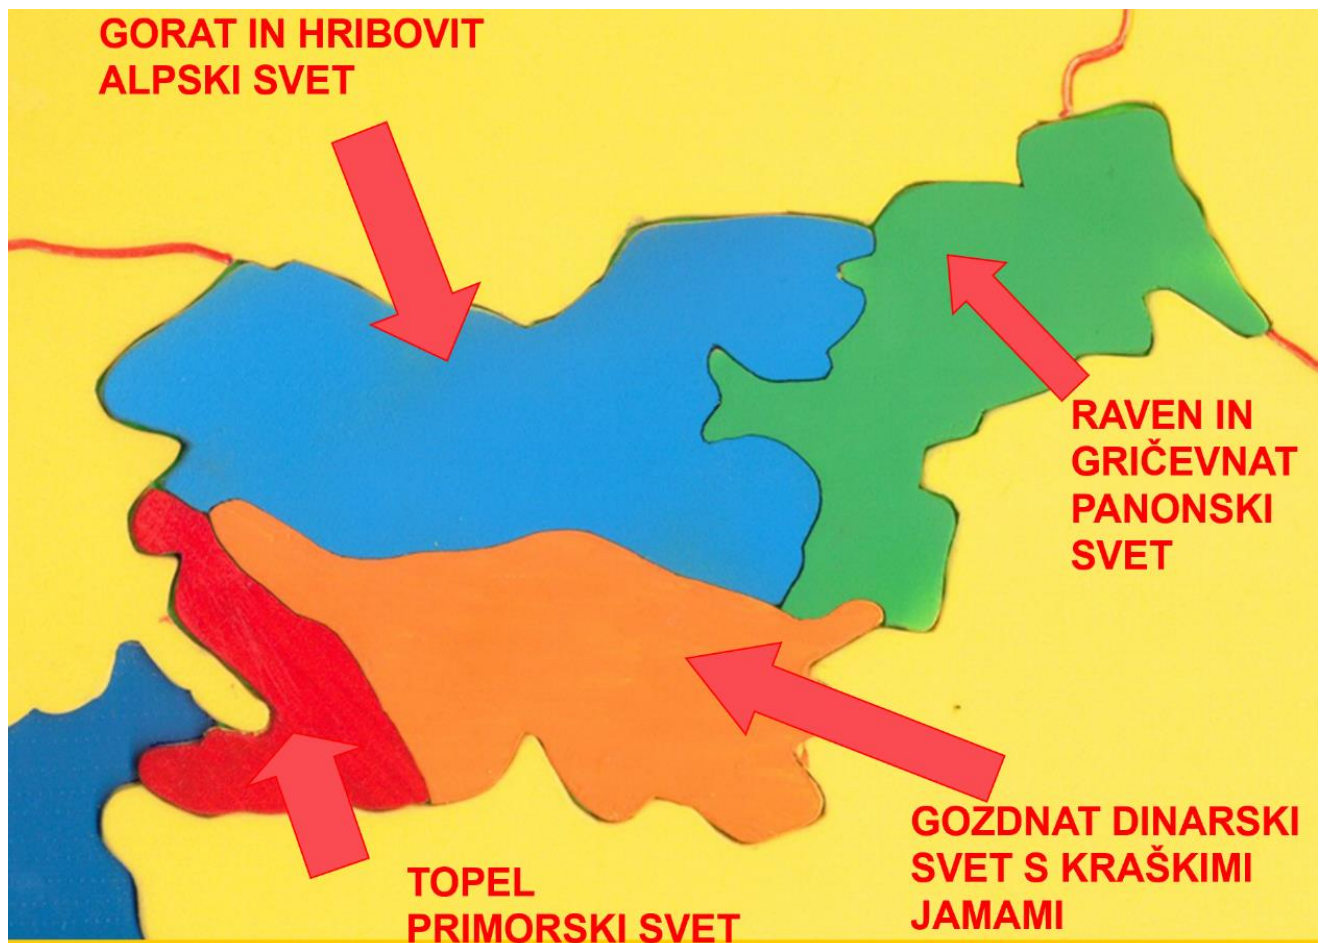 GORAT IN HRIBOVIT
ALPSKI SVET
RAVEN IN
GRIČEVNAT
PANONSKI
SVET
GOZDNAT DINARSKI
SVET S KRAŠKIMI
JAMAMI
TOPEL
PRIMORSKI SVET